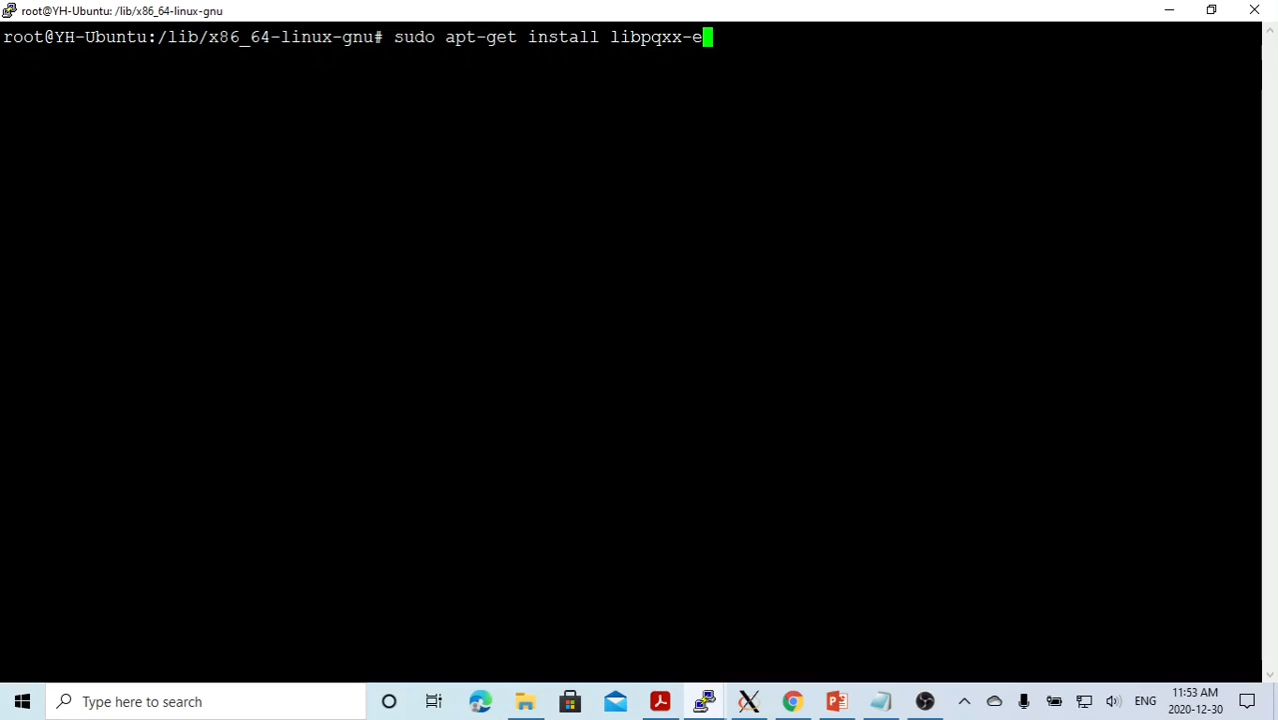 root@YH-Ubuntu: /lib/x86_64-linux-gnu
root@YH-Ubuntu:/lib/x86_64-linux-gnu# sudo apt-get install libpqxx-e
Type here to search
ENG
11:53 AM
2020-12-30